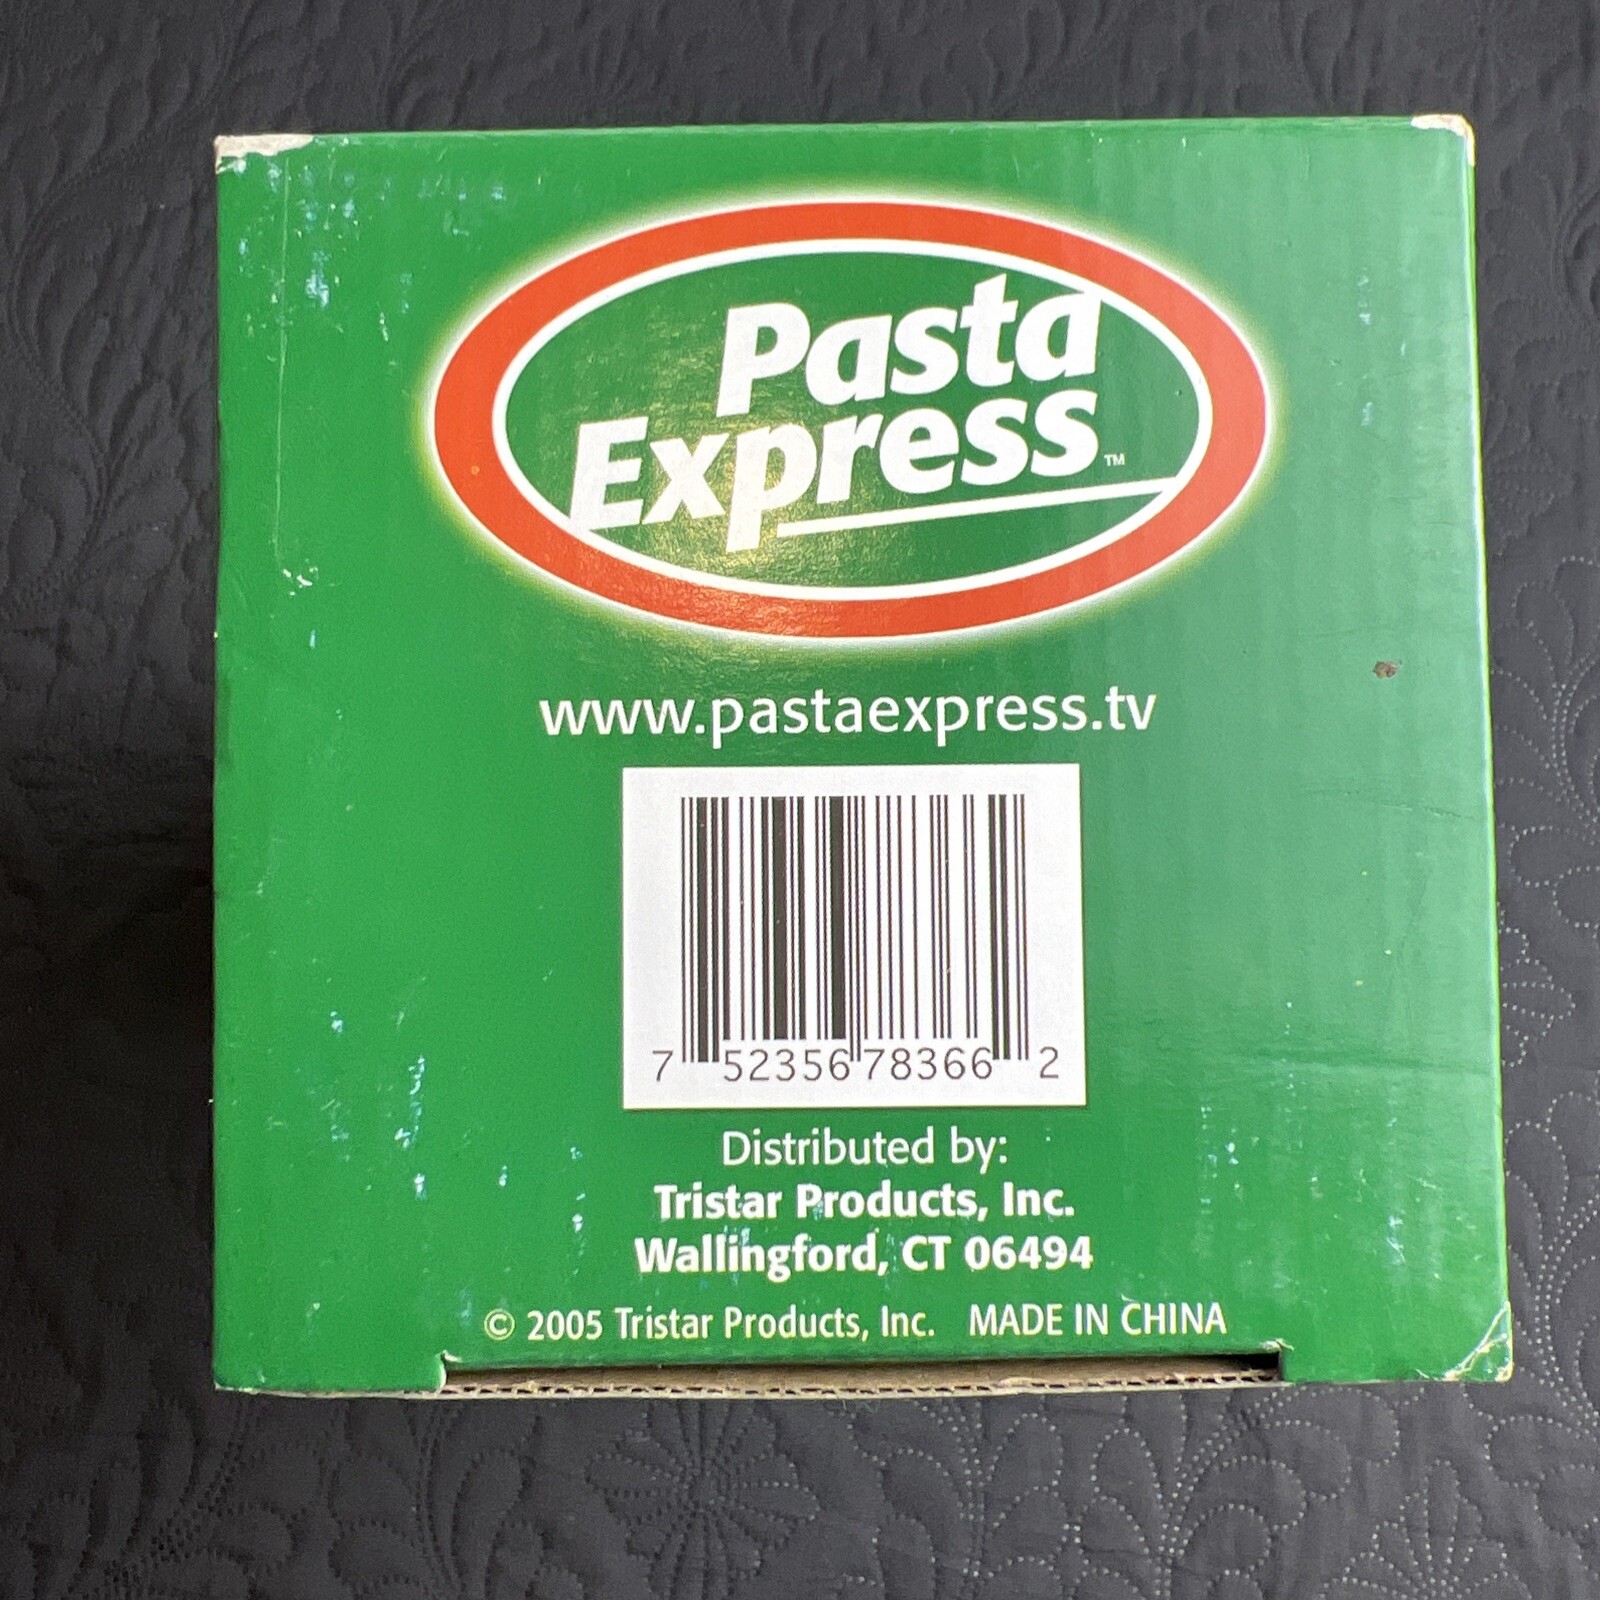 Pasta
Express™
www.pastaexpress.tv
7 52356 78366 2
Distributed by:
Tristar Products, Inc.
Wallingford, CT 06494
© 2005 Tristar Products, Inc. MADE IN CHINA